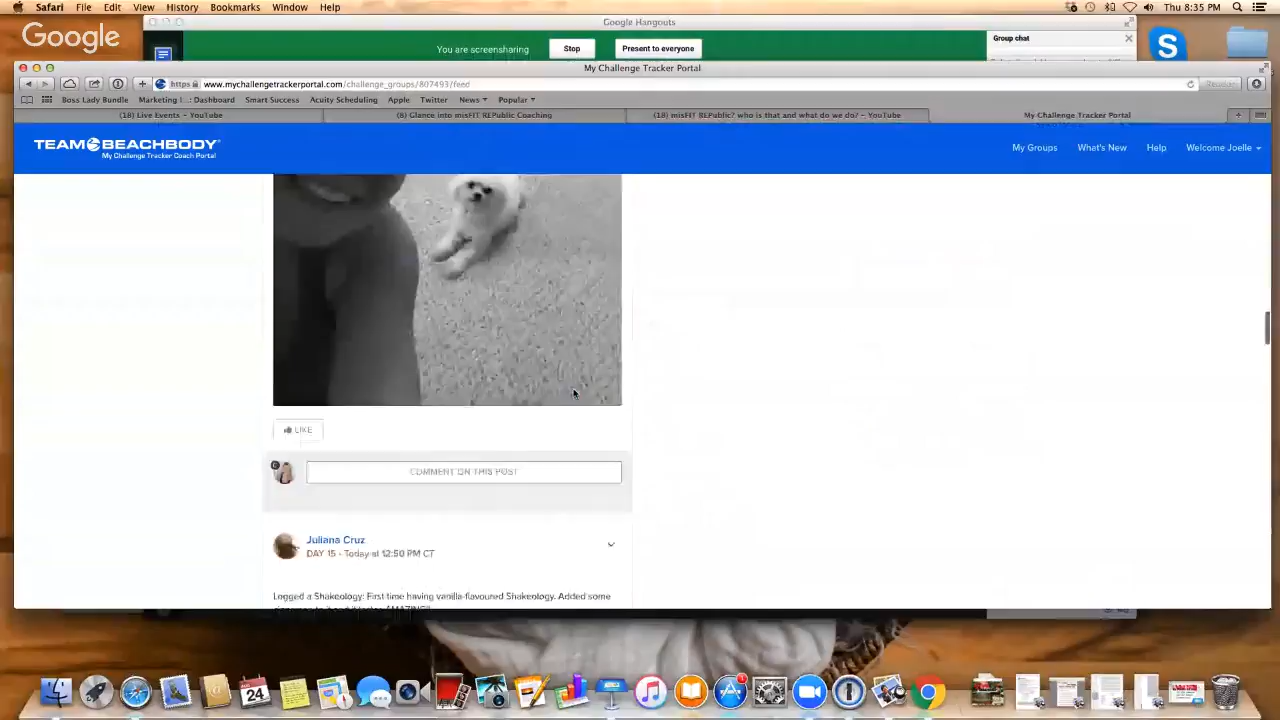 Safari File Edit View History Bookmarks Window Help Thu 8:35 PM
Google Hangouts
Google
You are screensharing Stop Present to everyone
Group chat
My Challenge Tracker Portal
https www.mychallengetrackerportal.com/challenge_groups/807493/feed
Boss Lady Bundle Marketing l...: Dashboard Smart Success Acuity Scheduling Apple Twitter News Popular
(18) Live Events - YouTube (8) Glance into misFIT REPublic Coaching (18) misFIT REPublic? who is that and what do we do? - YouTube My Challenge Tracker Portal
TEAM BEACHBODY
My Challenge Tracker Coach Portal
My Groups What's New Help Welcome Joelle
LIKE
COMMENT ON THIS POST
Juliana Cruz
DAY 15 - Today at 12:50 PM CT
Logged a Shakeology: First time having vanilla-flavoured Shakeology. Added some
24